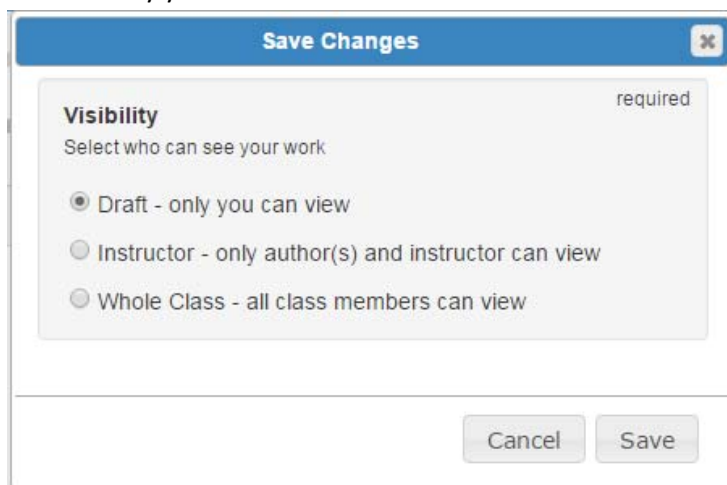 Save Changes
required
Visibility
Select who can see your work
Draft - only you can view
Instructor - only author(s) and instructor can view
Whole Class - all class members can view
Cancel Save